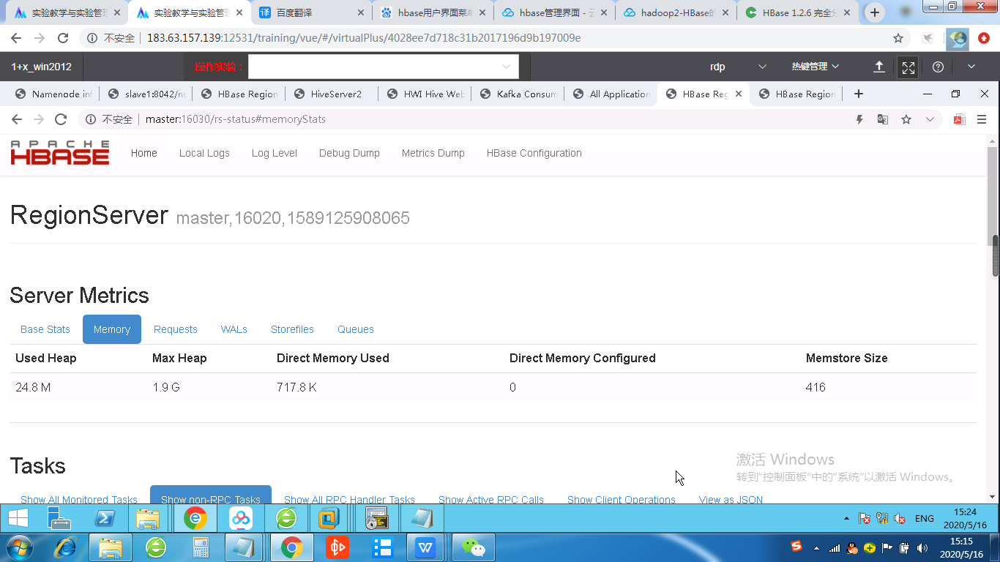 实验教学与实验管理
实验教学与实验管理
百度翻译
hbase用户界面菜单
hbase管理界面 - 云
hadoop2-HBase的
HBase 1.2.6 完全分
不安全
183.63.157.139:12531/training/vue/#/virtualPlus/4028ee7d718c31b2017196d9b197009e
1+x_win2012
操作实验：
rdp
热键管理
Namenode inf
slave1:8042/no
HBase Region
HiveServer2
HWI Hive Web
Kafka Consum
All Application
HBase Reg
HBase Region
不安全
master:16030/rs-status#memoryStats
APACHE
HBASE
Home
Local Logs
Log Level
Debug Dump
Metrics Dump
HBase Configuration
RegionServer master,16020,1589125908065
Server Metrics
Base Stats
Memory
Requests
WALs
Storefiles
Queues
Used Heap
Max Heap
Direct Memory Used
Direct Memory Configured
Memstore Size
24.8 M
1.9 G
717.8 K
0
416
Tasks
激活 Windows
转到"控制面板"中的"系统"以激活 Windows。
Show All Monitored Tasks
Show non-RPC Tasks
Show All RPC Handler Tasks
Show Active RPC Calls
Show Client Operations
View as JSON
ENG
15:24
2020/5/16
15:15
2020/5/16